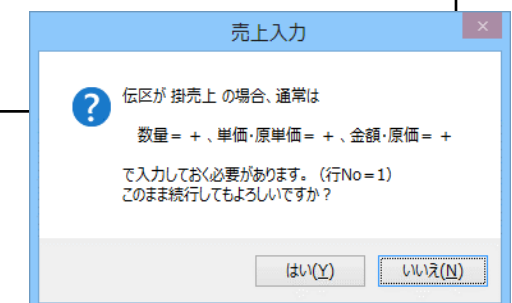 売上入力
伝区が 掛売上 の場合、通常は
数量= + 、単価･原単価= + 、金額･原価= +
で入力しておく必要があります。（行No=1）
このまま続行してもよろしいですか？
はい(Y)
いいえ(N)